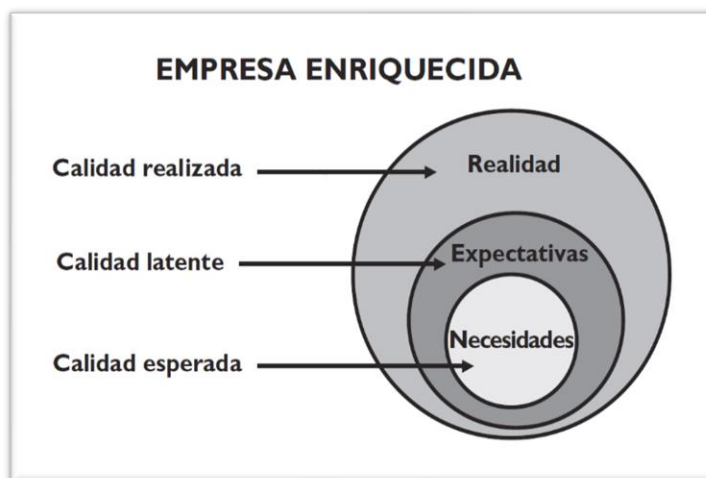 EMPRESA ENRIQUECIDA
Calidad realizada
Realidad
Calidad latente
Expectativas
Calidad esperada
Necesidades